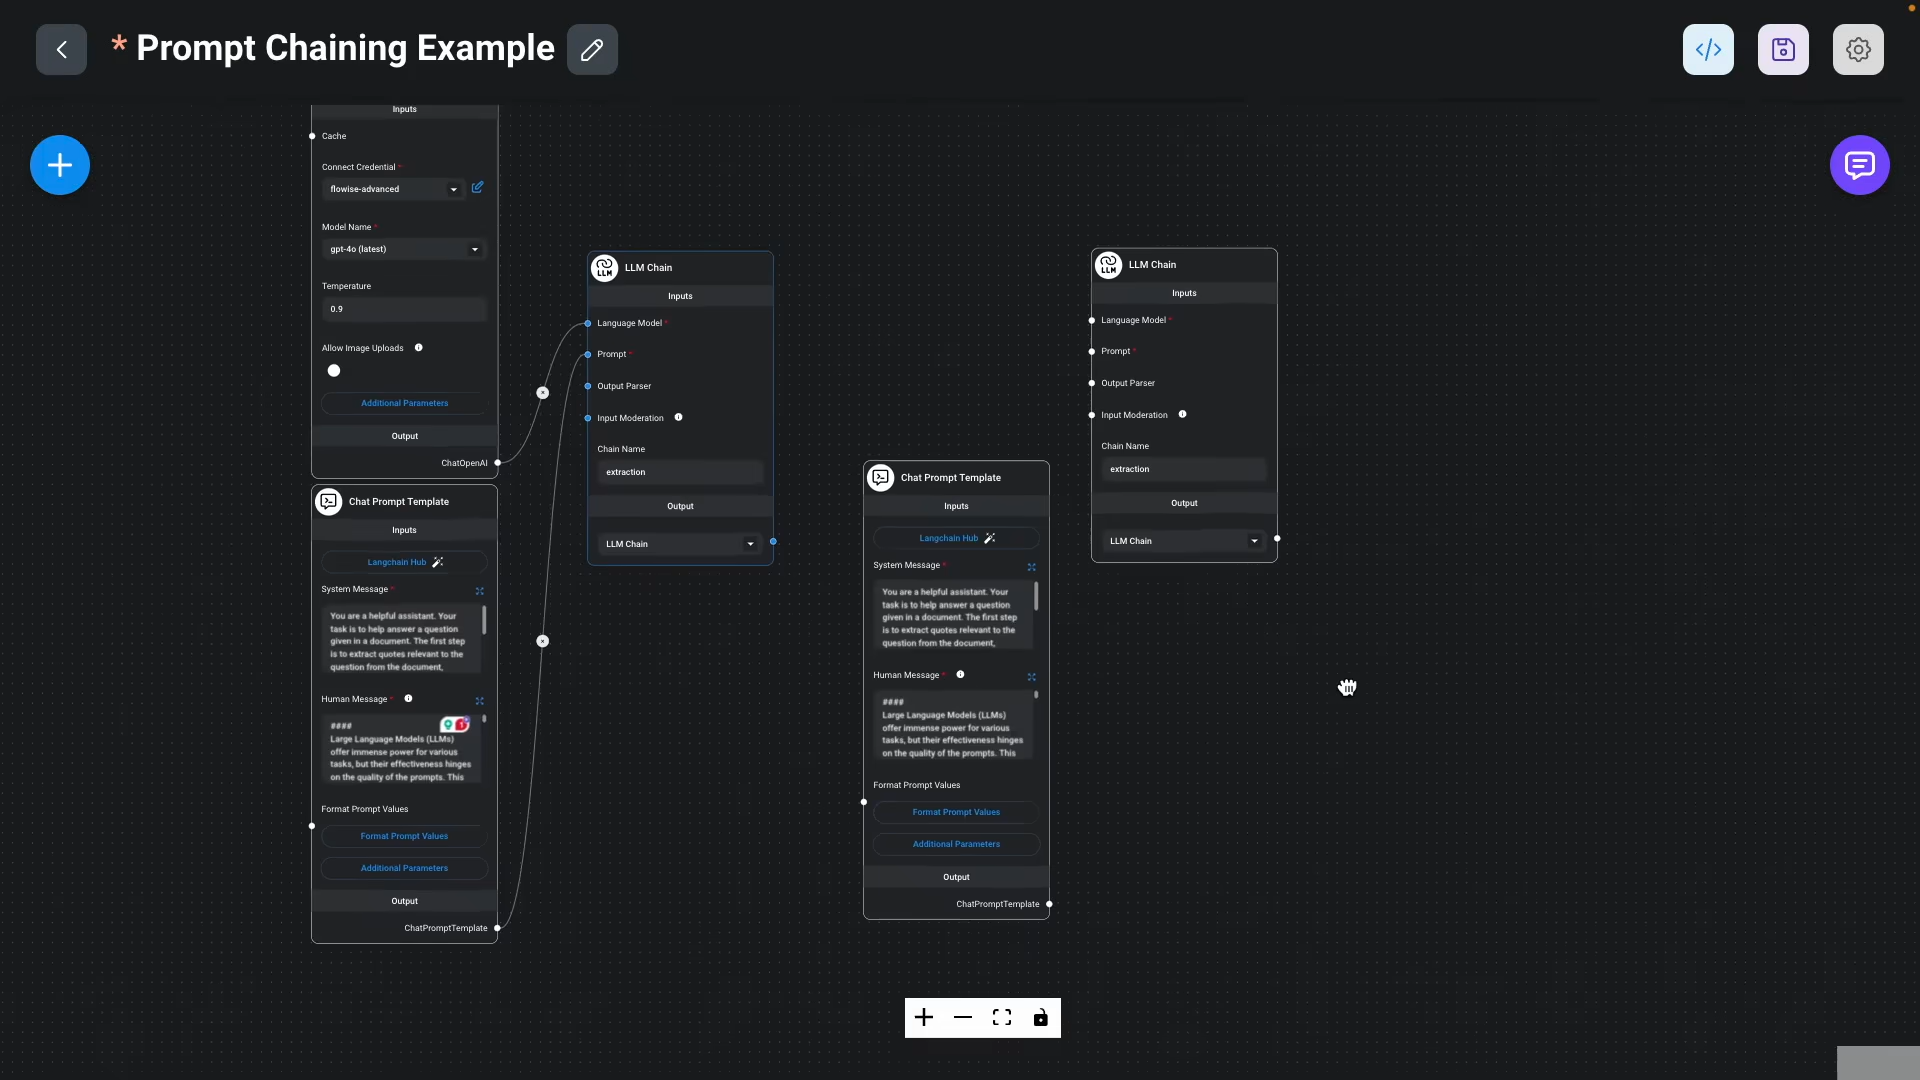 * Prompt Chaining Example
Inputs
Cache
Connect Credential *
flowise-advanced
Model Name *
gpt-4o (latest)
Temperature
0.9
Allow Image Uploads
Additional Parameters
Output
ChatOpenAI
Chat Prompt Template
Inputs
Langchain Hub
System Message *
You are a helpful assistant. Your
task is to help answer a question
given in a document. The first step
is to extract quotes relevant to the
question from the document,
Human Message *
####
1
Large Language Models (LLMs)
offer immense power for various
tasks, but their effectiveness hinges
on the quality of the prompts. This
Format Prompt Values
Format Prompt Values
Additional Parameters
Output
ChatPromptTemplate
LLM
LLM Chain
Inputs
Language Model *
Prompt *
Output Parser
Input Moderation
Chain Name
extraction
Output
LLM Chain
Chat Prompt Template
Inputs
Langchain Hub
System Message *
You are a helpful assistant. Your
task is to help answer a question
given in a document. The first step
is to extract quotes relevant to the
question from the document,
Human Message *
####
Large Language Models (LLMs)
offer immense power for various
tasks, but their effectiveness hinges
on the quality of the prompts. This
Format Prompt Values
Format Prompt Values
Additional Parameters
Output
ChatPromptTemplate
LLM
LLM Chain
Inputs
Language Model *
Prompt *
Output Parser
Input Moderation
Chain Name
extraction
Output
LLM Chain